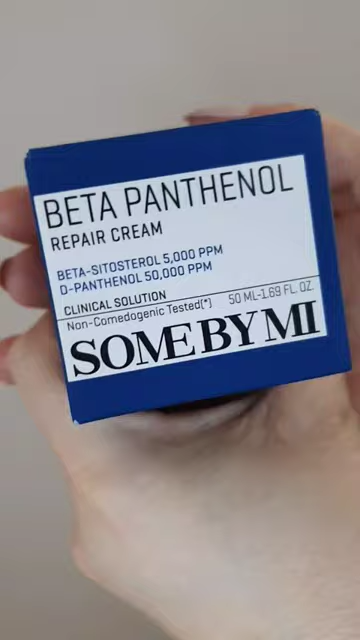 BETA PANTHENOL
REPAIR CREAM
BETA-SITOSTEROL 5,000 PPM
D-PANTHENOL 50,000 PPM
CLINICAL SOLUTION
Non-Comedogenic Tested(*) 50 ML-1.69 FL. OZ.
SOME BY MI